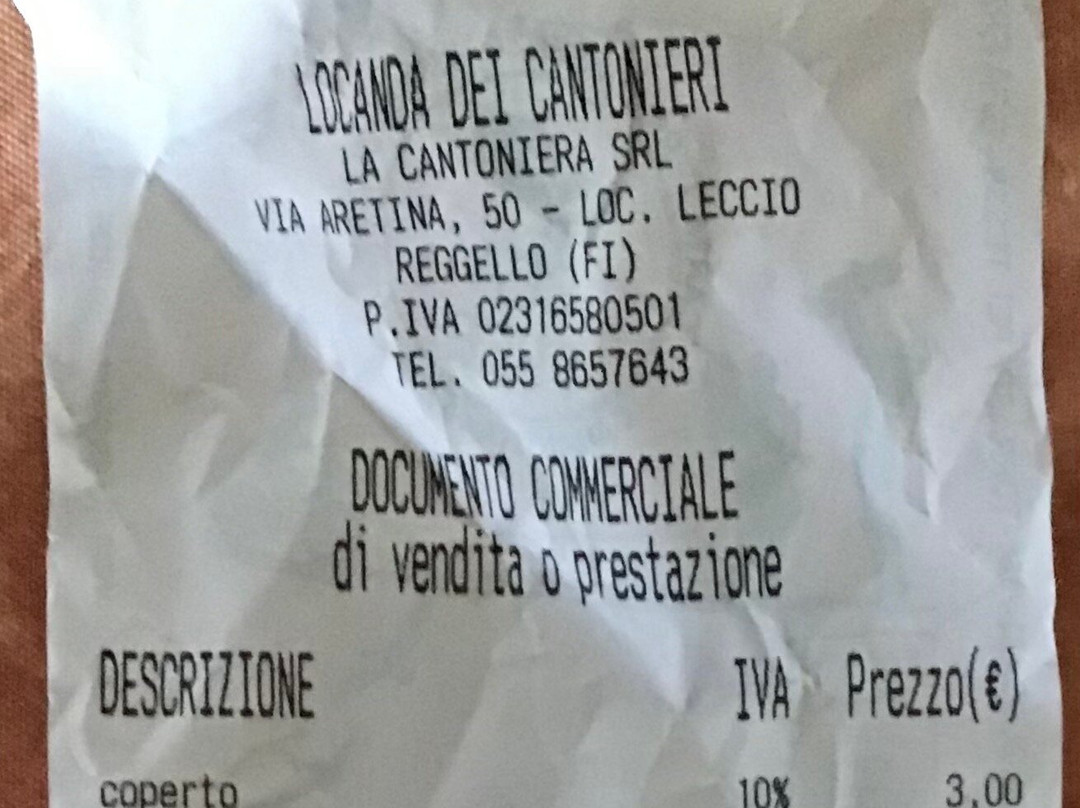 LOCANDA DEI CANTONIERI
LA CANTONIERA SRL
VIA ARETINA, 50 - LOC. LECCIO
REGGELLO (FI)
P.IVA 02316580501
TEL. 055 8657643
DOCUMENTO COMMERCIALE
di vendita o prestazione
DESCRIZIONE IVA Prezzo(€)
coperto 10% 3,00